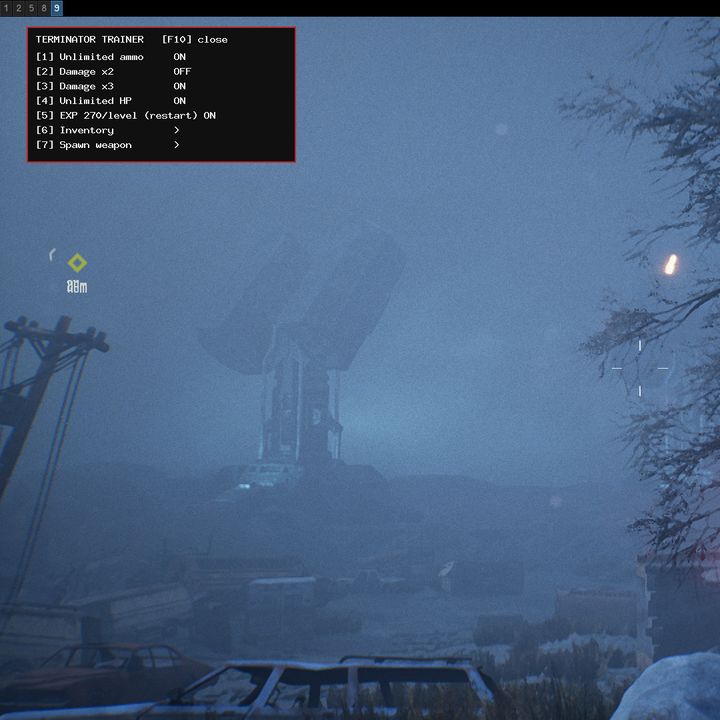 1 2 5 8 9
TERMINATOR TRAINER [F10] close
[1] Unlimited ammo ON
[2] Damage x2 OFF
[3] Damage x3 ON
[4] Unlimited HP ON
[5] EXP 270/level (restart) ON
[6] Inventory >
[7] Spawn weapon >